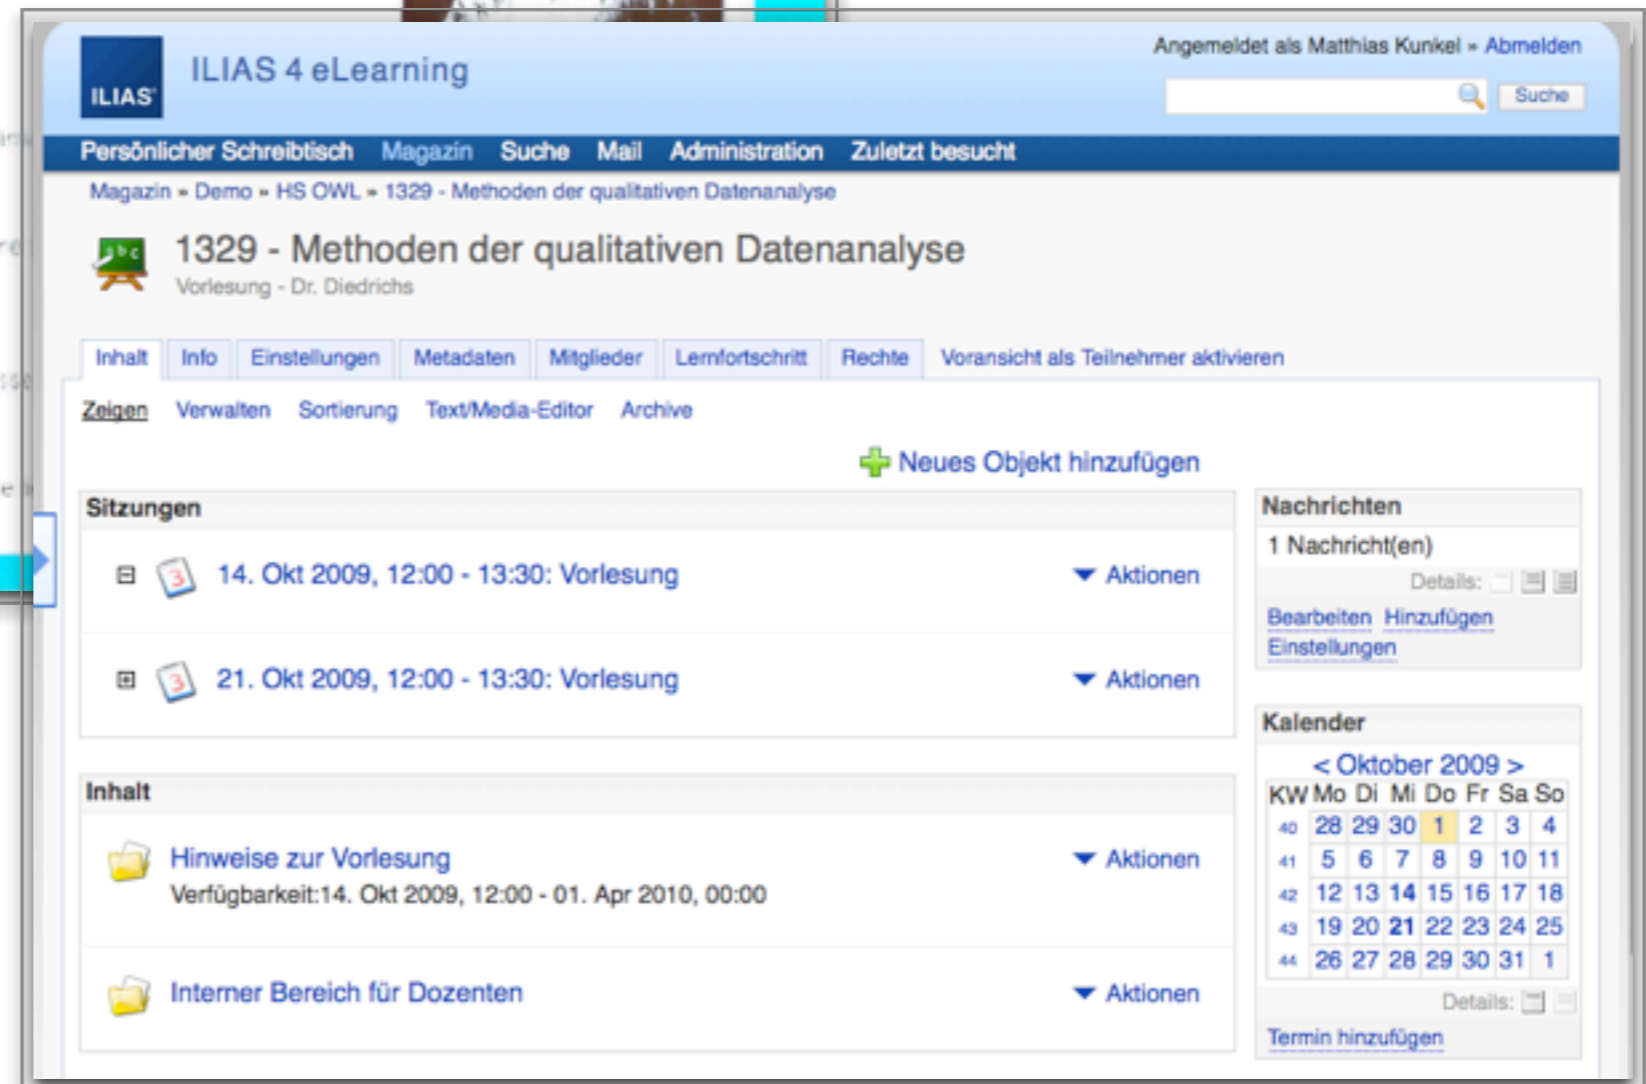 ILIAS
ILIAS 4 eLearning
Angemeldet als Matthias Kunkel » Abmelden
Suche
Persönlicher Schreibtisch Magazin Suche Mail Administration Zuletzt besucht
Magazin » Demo » HS OWL » 1329 - Methoden der qualitativen Datenanalyse
abc
1329 - Methoden der qualitativen Datenanalyse
Vorlesung - Dr. Diedrichs
Inhalt Info Einstellungen Metadaten Mitglieder Lernfortschritt Rechte Voransicht als Teilnehmer aktivieren
Zeigen Verwalten Sortierung Text/Media-Editor Archive
Neues Objekt hinzufügen
Sitzungen
3 14. Okt 2009, 12:00 - 13:30: Vorlesung Aktionen
3 21. Okt 2009, 12:00 - 13:30: Vorlesung Aktionen
Inhalt
Hinweise zur Vorlesung Aktionen
Verfügbarkeit:14. Okt 2009, 12:00 - 01. Apr 2010, 00:00
Interner Bereich für Dozenten Aktionen
Nachrichten
1 Nachricht(en)
Details:
Bearbeiten Hinzufügen
Einstellungen
Kalender
< Oktober 2009 >
KW Mo Di Mi Do Fr Sa So
40 28 29 30 1 2 3 4
41 5 6 7 8 9 10 11
42 12 13 14 15 16 17 18
43 19 20 21 22 23 24 25
44 26 27 28 29 30 31 1
Details:
Termin hinzufügen